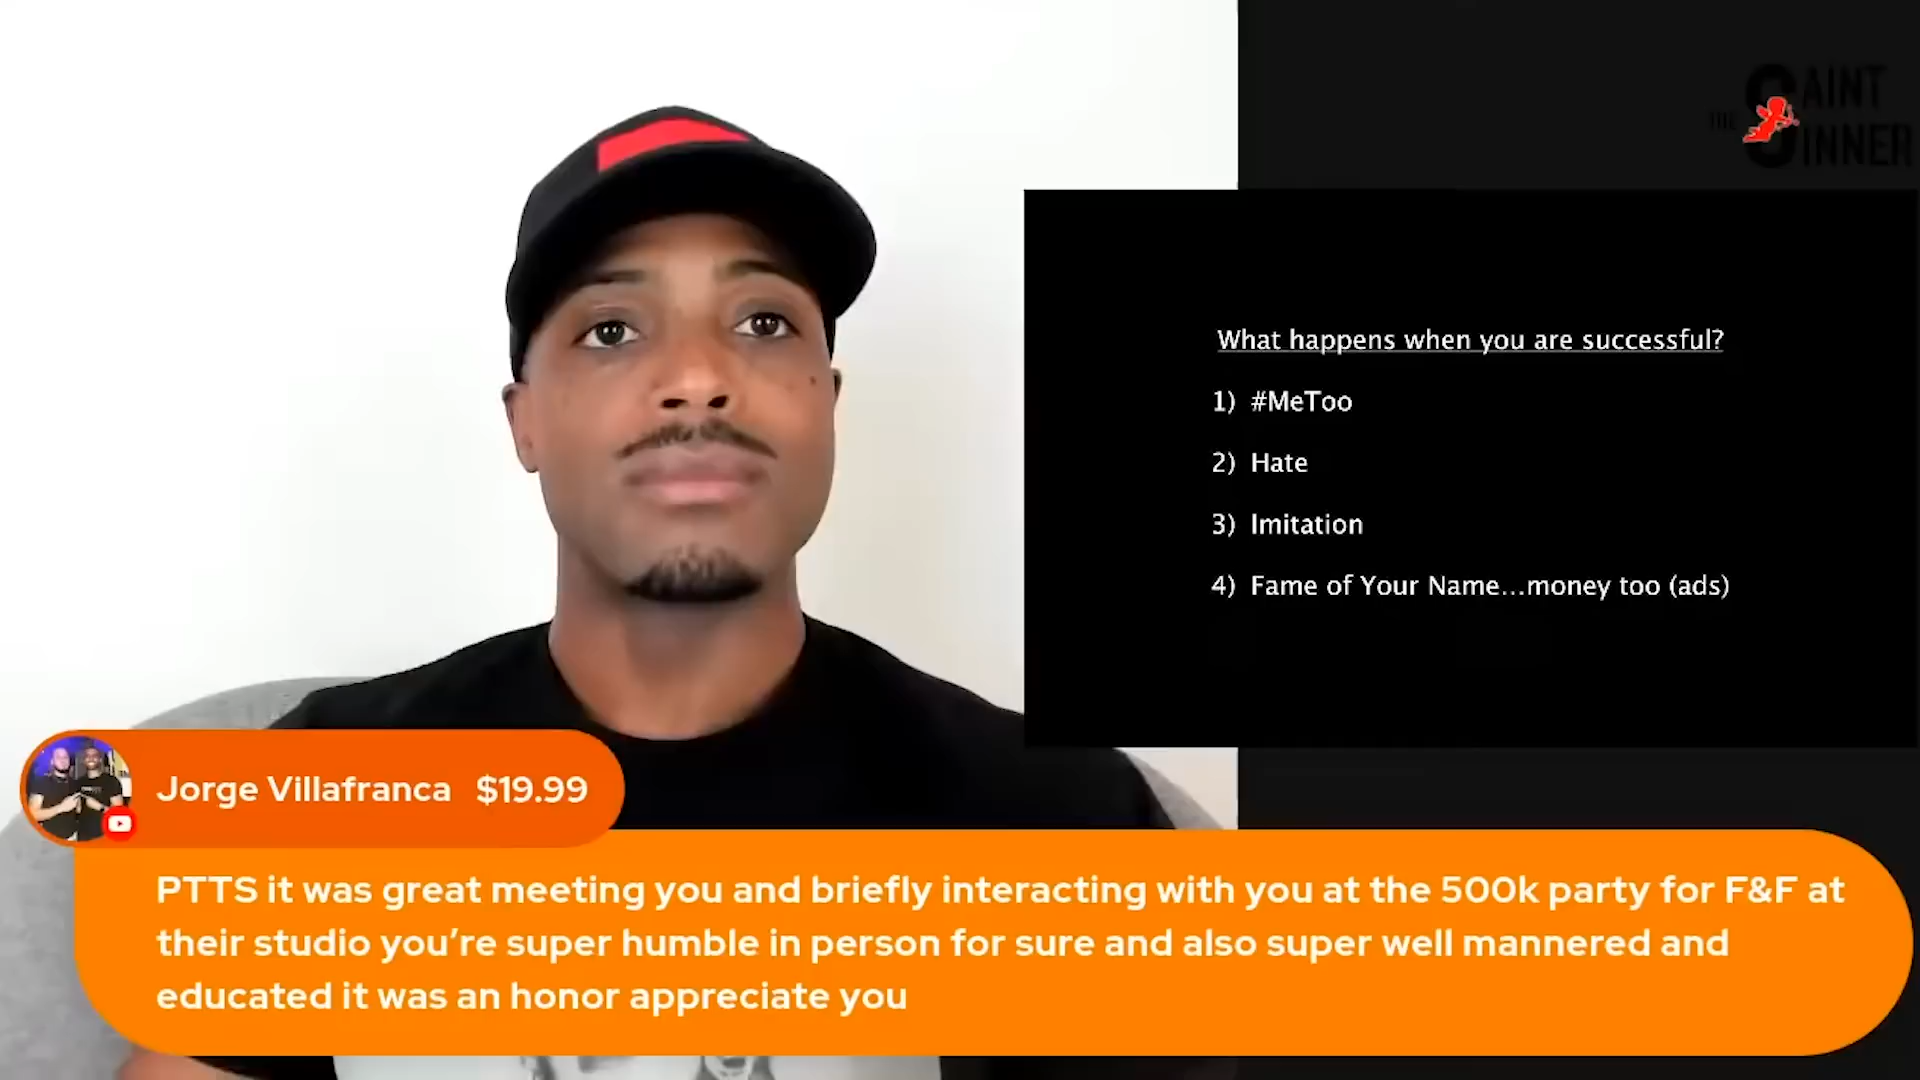 THE SAINT
SINNER
What happens when you are successful?
1) #MeToo
2) Hate
3) Imitation
4) Fame of Your Name...money too (ads)
Jorge Villafranca $19.99
PTTS it was great meeting you and briefly interacting with you at the 500k party for F&F at
their studio you’re super humble in person for sure and also super well mannered and
educated it was an honor appreciate you